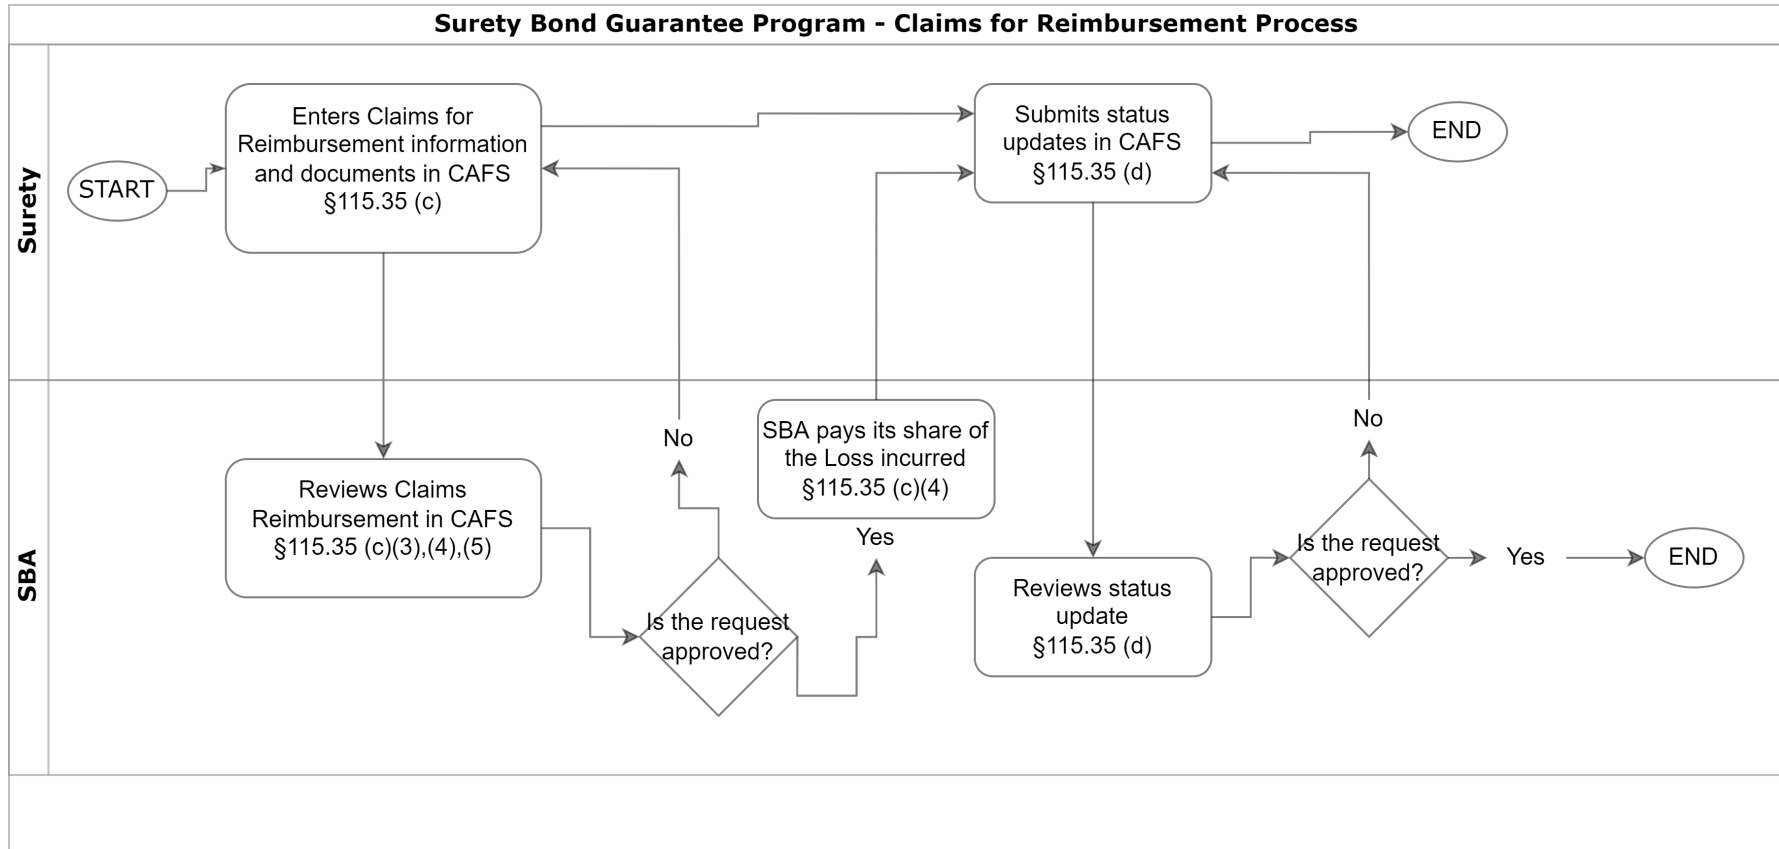 Surety Bond Guarantee Program - Claims for Reimbursement Process
Surety
START
Enters Claims for
Reimbursement information
and documents in CAFS
§115.35 (c)
Submits status
updates in CAFS
§115.35 (d)
END
SBA
Reviews Claims
Reimbursement in CAFS
§115.35 (c)(3),(4),(5)
Is the request
approved?
No
Yes
SBA pays its share of
the Loss incurred
§115.35 (c)(4)
Reviews status
update
§115.35 (d)
Is the request
approved?
No
Yes
END